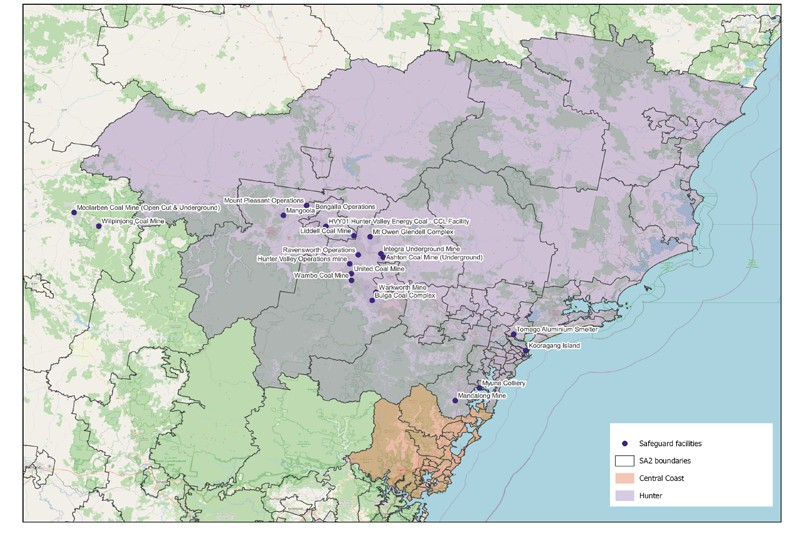 Mount Pleasant Operations
Bengalla Operations
Moolarben Coal Mine (Open Cut & Underground)
Mangoola
Wilpinjong Coal Mine
HVY01 Hunter Valley Energy Coal - CCL Facility
Liddell Coal Mine
Mt Owen Glendell Complex
Ravensworth Operations
Integra Underground Mine
Hunter Valley Operations mine
Ashton Coal Mine (Underground)
United Coal Mine
Wambo Coal Mine
Warkworth Mine
Bulga Coal Complex
Tomago Aluminium Smelter
Kooragang Island
Myuna Colliery
Mandalong Mine
Safeguard facilities
SA2 boundaries
Central Coast
Hunter